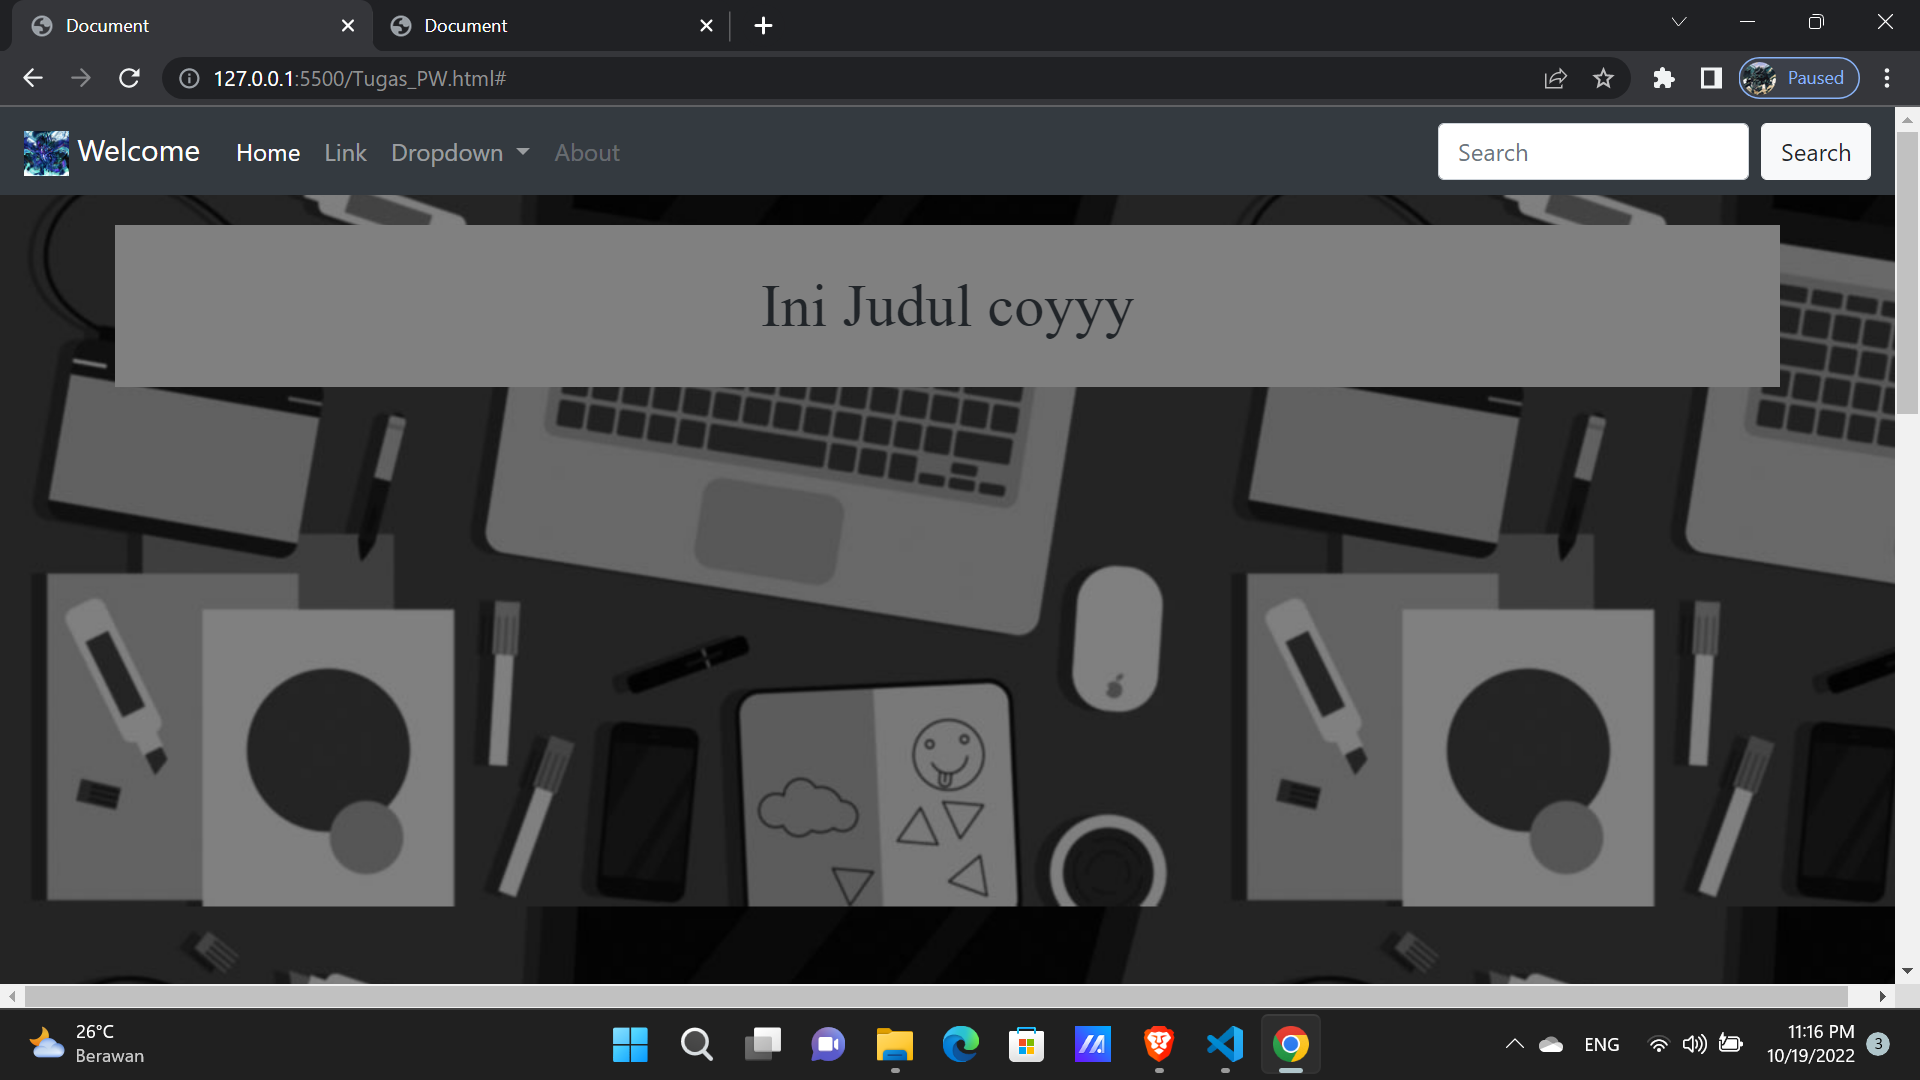 Document
Document
127.0.0.1:5500/Tugas_PW.html#
Paused
Welcome
Home
Link
Dropdown
About
Search
Search
Ini Judul coyyy
26°C
Berawan
ENG
11:16 PM
10/19/2022
3